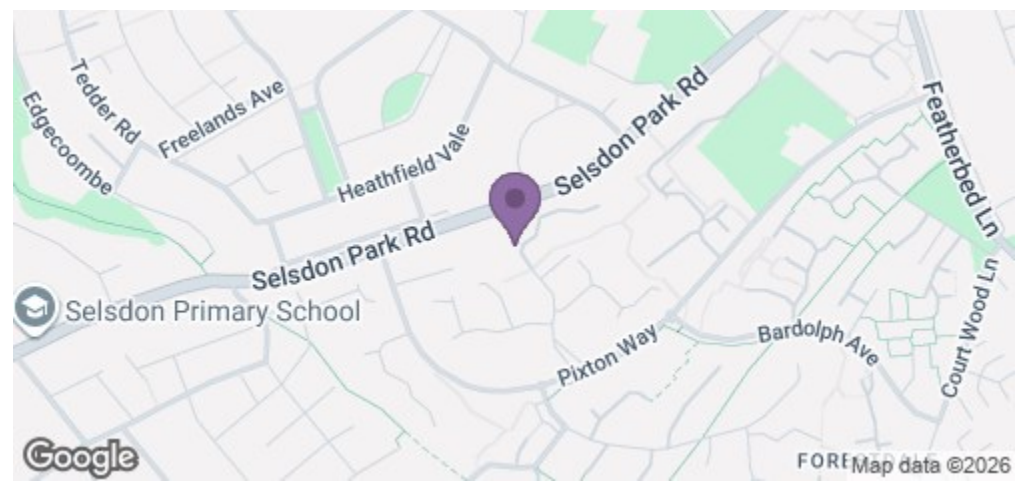 Tedder Rd
Edgecoombe
Freelands Ave
Heathfield Vale
Selsdon Park Rd
Featherbed Ln
Selsdon Park Rd
Selsdon Primary School
Pixton Way
Bardolph Ave
Court Wood Ln
Google
Map data ©2026